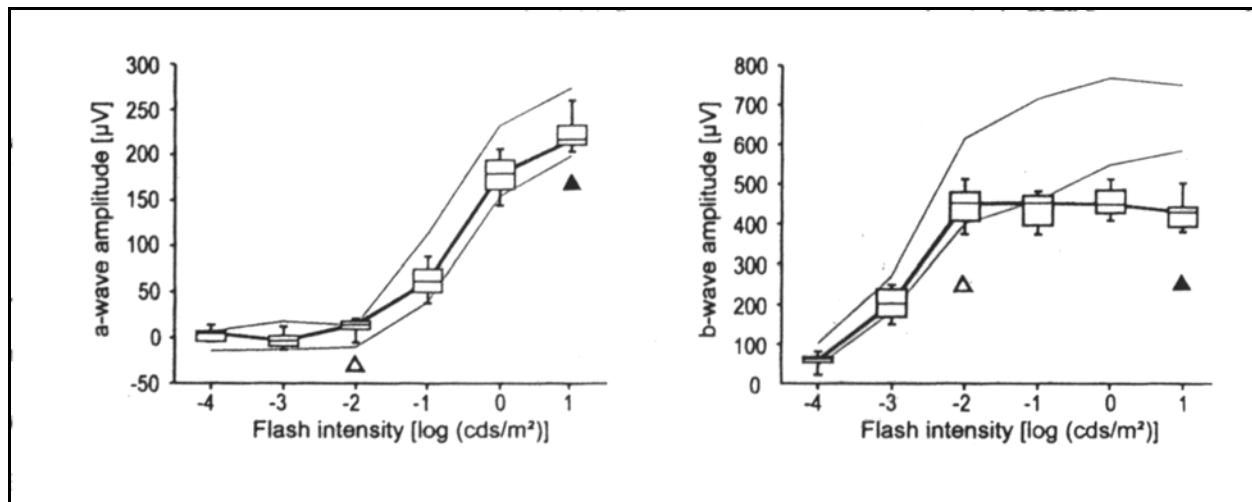 a-wave amplitude [µV]
300
250
200
150
100
50
0
-50
-4 -3 -2 -1 0 1
Flash intensity [log (cds/m²)]
b-wave amplitude [µV]
800
700
600
500
400
300
200
100
0
-4 -3 -2 -1 0 1
Flash intensity [log (cds/m²)]